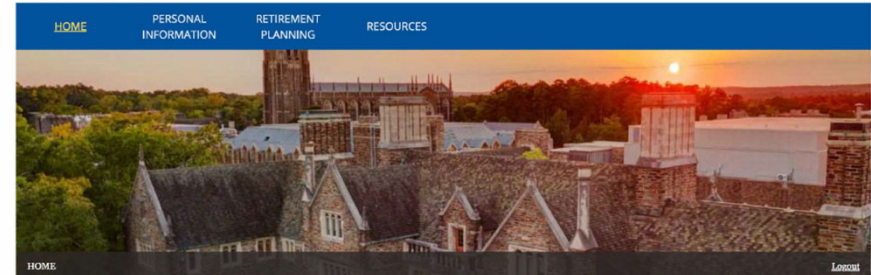 HOME
PERSONAL
INFORMATION
RETIREMENT
PLANNING
RESOURCES
HOME
Logout